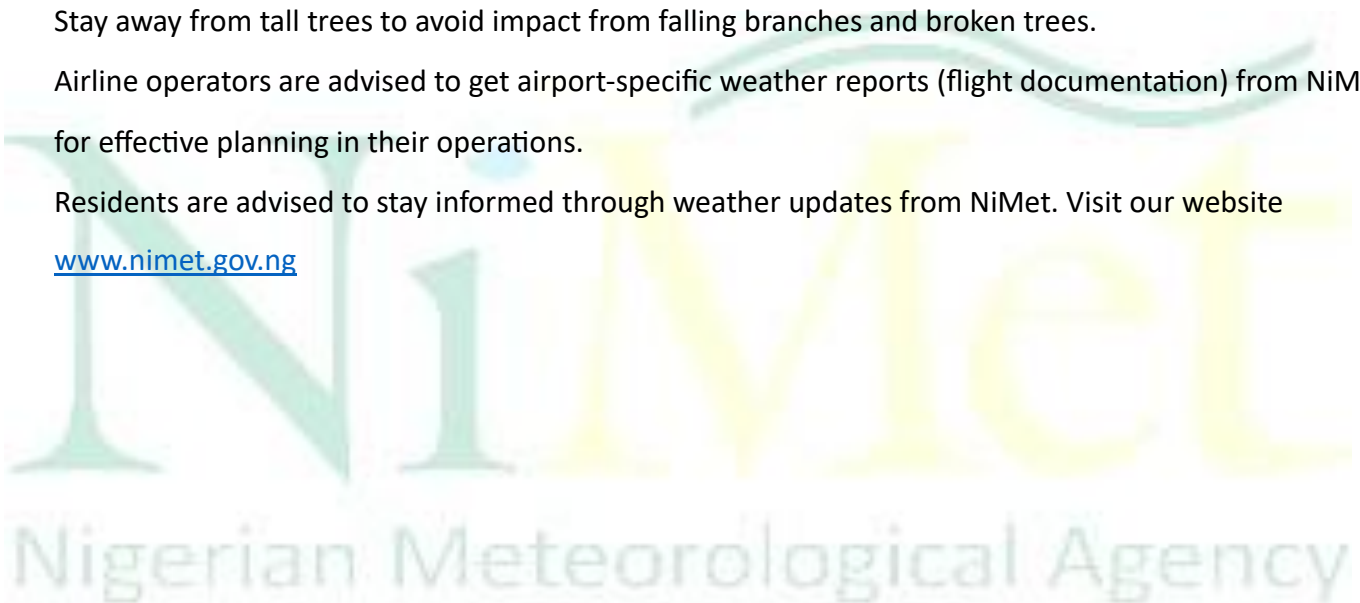 Stay away from tall trees to avoid impact from falling branches and broken trees.
Airline operators are advised to get airport-specific weather reports (flight documentation) from NiM
for effective planning in their operations.
Residents are advised to stay informed through weather updates from NiMet. Visit our website
www.nimet.gov.ng
NiMet
Nigerian Meteorological Agency